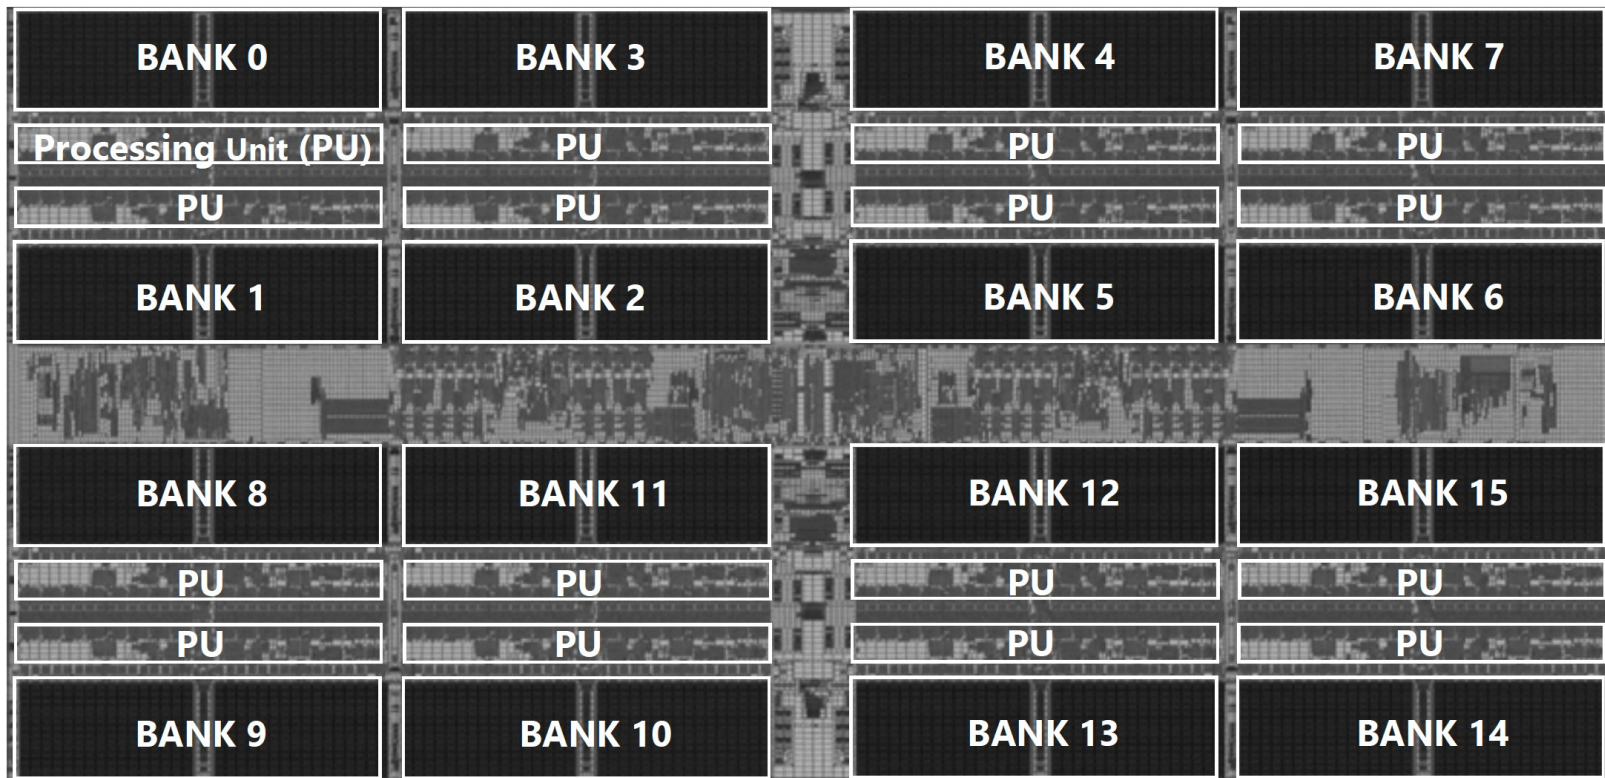 BANK 0 BANK 3 BANK 4 BANK 7
Processing Unit (PU) PU PU PU
PU PU PU PU
BANK 1 BANK 2 BANK 5 BANK 6
BANK 8 BANK 11 BANK 12 BANK 15
PU PU PU PU
PU PU PU PU
BANK 9 BANK 10 BANK 13 BANK 14